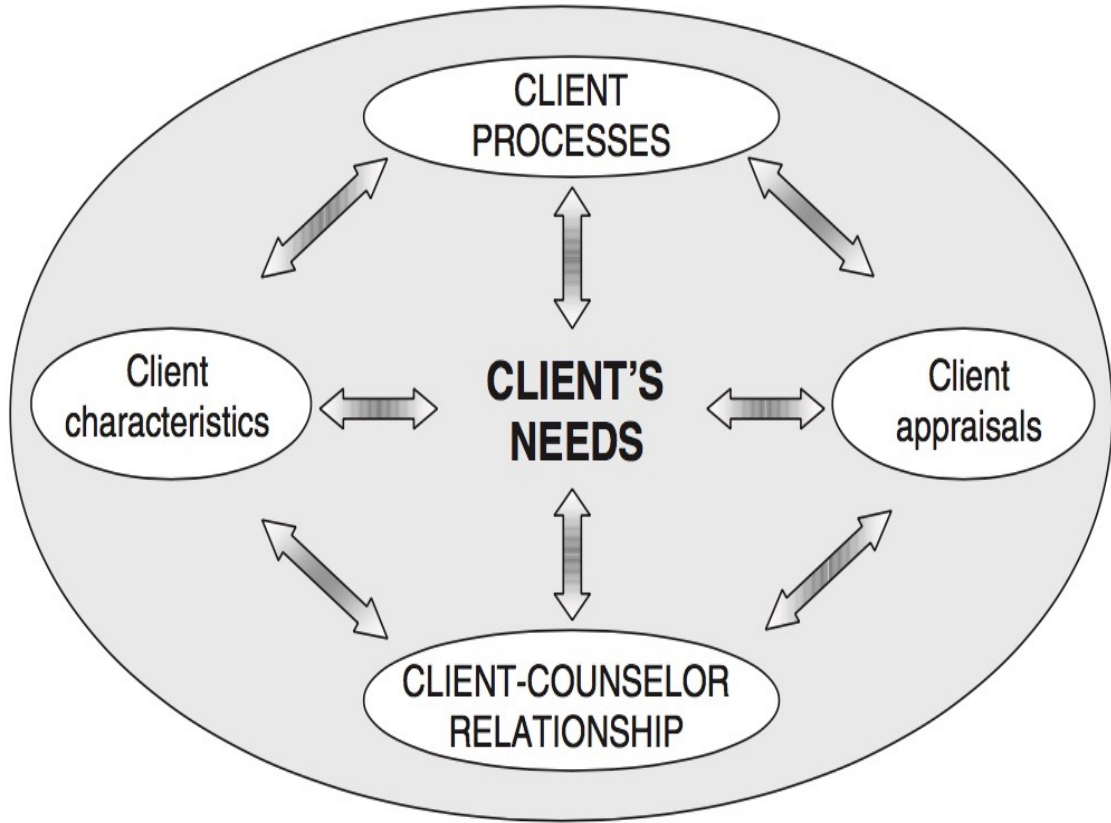 CLIENT
PROCESSES
Client
characteristics
CLIENT'S
NEEDS
Client
appraisals
CLIENT-COUNSELOR
RELATIONSHIP